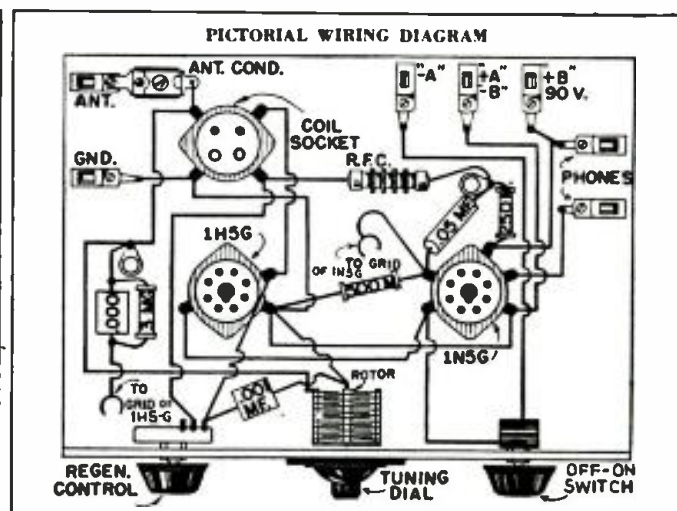 PICTORIAL WIRING DIAGRAM
ANT. COND.
ANT.
"-A"
"+A"
-B"
+B"
90 V.
COIL
SOCKET
GND.
R.F.C.
PHONES
.05 MF.
1H5G
TO GRID
OF 1N5G
500 M.
1N5G
TO
GRID OF
1H5-G
.001
MF.
ROTOR
REGEN.
CONTROL
TUNING
DIAL
OFF-ON
SWITCH